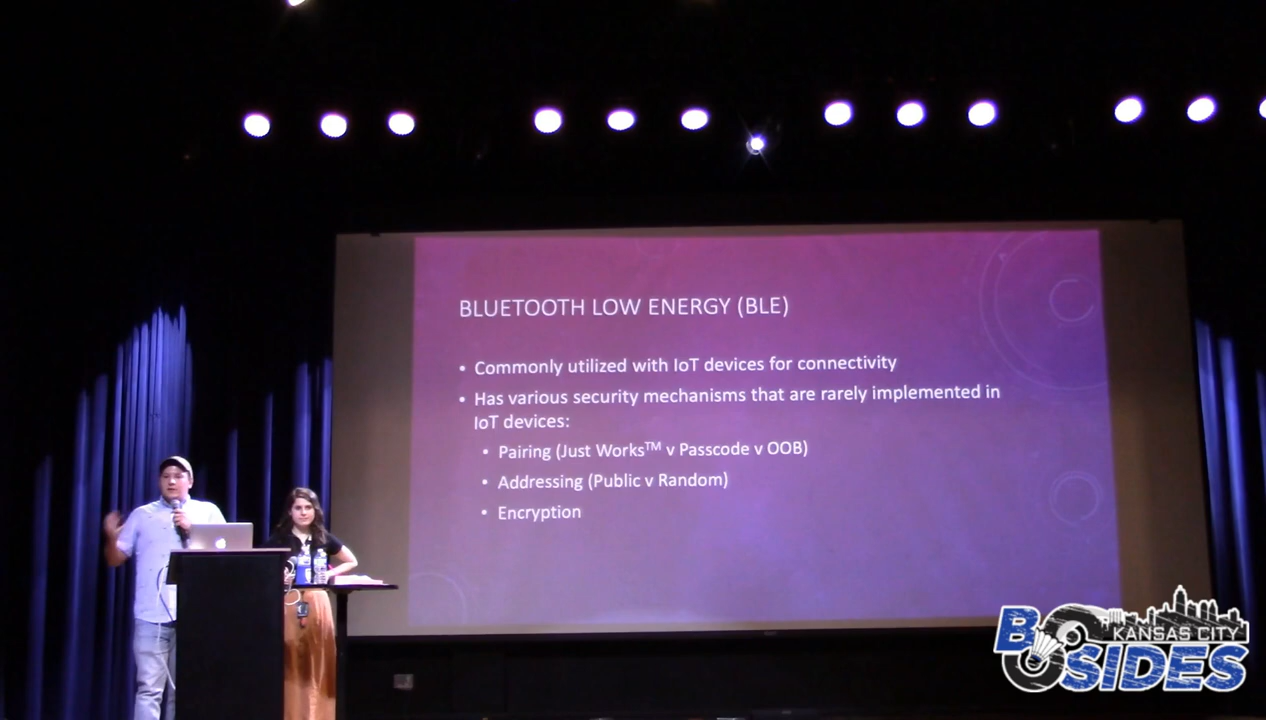 BLUETOOTH LOW ENERGY (BLE)
• Commonly utilized with IoT devices for connectivity
• Has various security mechanisms that are rarely implemented in
IoT devices:
• Pairing (Just Works™ v Passcode v OOB)
• Addressing (Public v Random)
• Encryption
KANSAS CITY
BSIDES